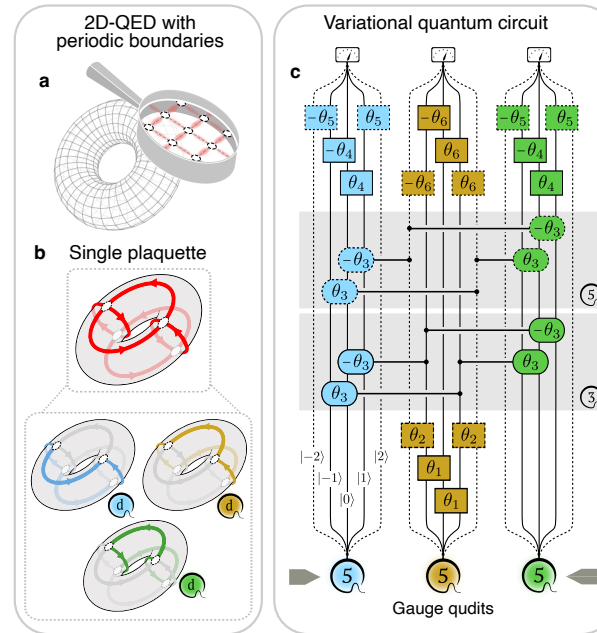 2D-QED with
periodic boundaries
a
b
Single plaquette
d
d
d
Variational quantum circuit
c
-θ₅ θ₅ -θ₆ -θ₅ θ₅
-θ₄ θ₆ -θ₄
θ₄ -θ₆ θ₆ θ₄
-θ₃
-θ₃ θ₃
θ₃
5
-θ₃
-θ₃ θ₃
θ₃
3
θ₂ θ₂
|-2⟩ |2⟩
θ₁
|-1⟩ |1⟩
|0⟩ θ₁
5 5 5
Gauge qudits